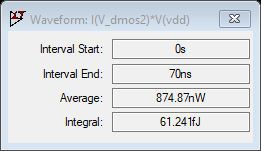 Waveform: I(V_dmos2)*V(vdd)
Interval Start: 0s
Interval End: 70ns
Average: 874.87nW
Integral: 61.241fJ